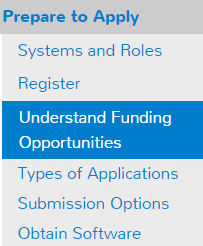 Prepare to Apply
Systems and Roles
Register
Understand Funding
Opportunities
Types of Applications
Submission Options
Obtain Software